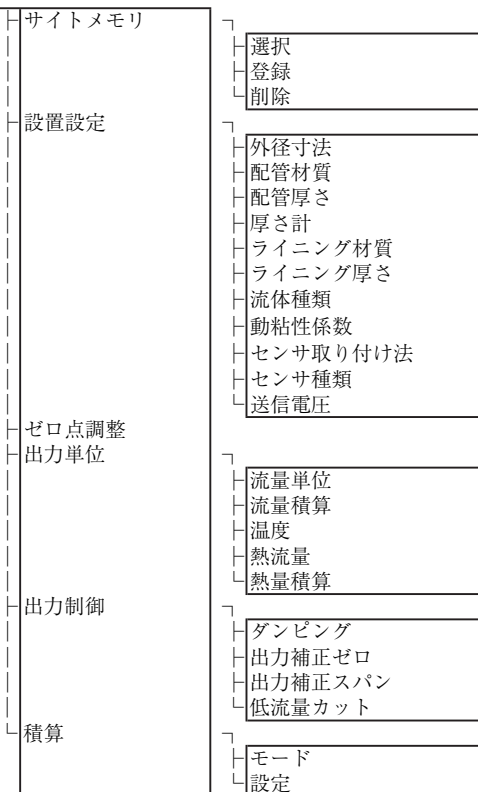 サイトメモリ
選択
登録
削除
設置設定
外径寸法
配管材質
配管厚さ
厚さ計
ライニング材質
ライニング厚さ
流体種類
動粘性係数
センサ取り付け法
センサ種類
送信電圧
ゼロ点調整
出力単位
流量単位
流量積算
温度
熱流量
熱量積算
出力制御
ダンピング
出力補正ゼロ
出力補正スパン
低流量カット
積算
モード
設定